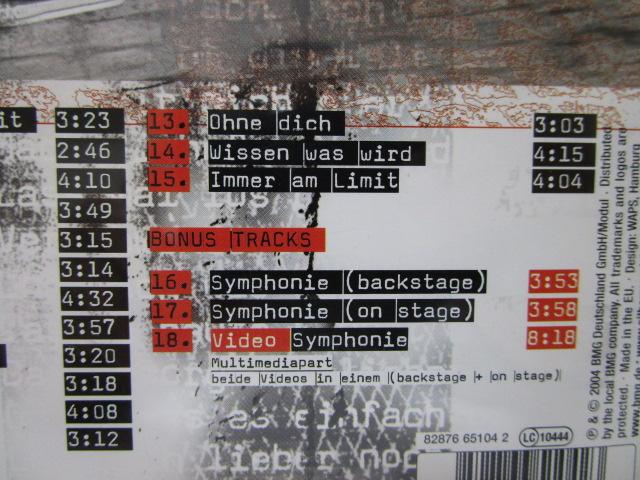 it 3:23
2:46
4:10
3:49
3:15
3:14
4:32
3:57
3:20
3:18
4:08
3:12
13. Ohne dich 3:03
14. Wissen was wird 4:15
15. Immer am Limit 4:04
BONUS TRACKS
16. Symphonie (backstage) 3:53
17. Symphonie (on stage) 3:58
18. Video Symphonie 8:18
Multimediapart
beide Videos in einem (backstage + on stage)
es einfach
lieber noc
82876 65104 2 LC 10444
℗ & © 2004 BMG Deutschland GmbH/Modul · Distributed
by the local BMG company. All trademarks and logos are
protected. · Made in the EU. · Design: WAPS, Hamburg